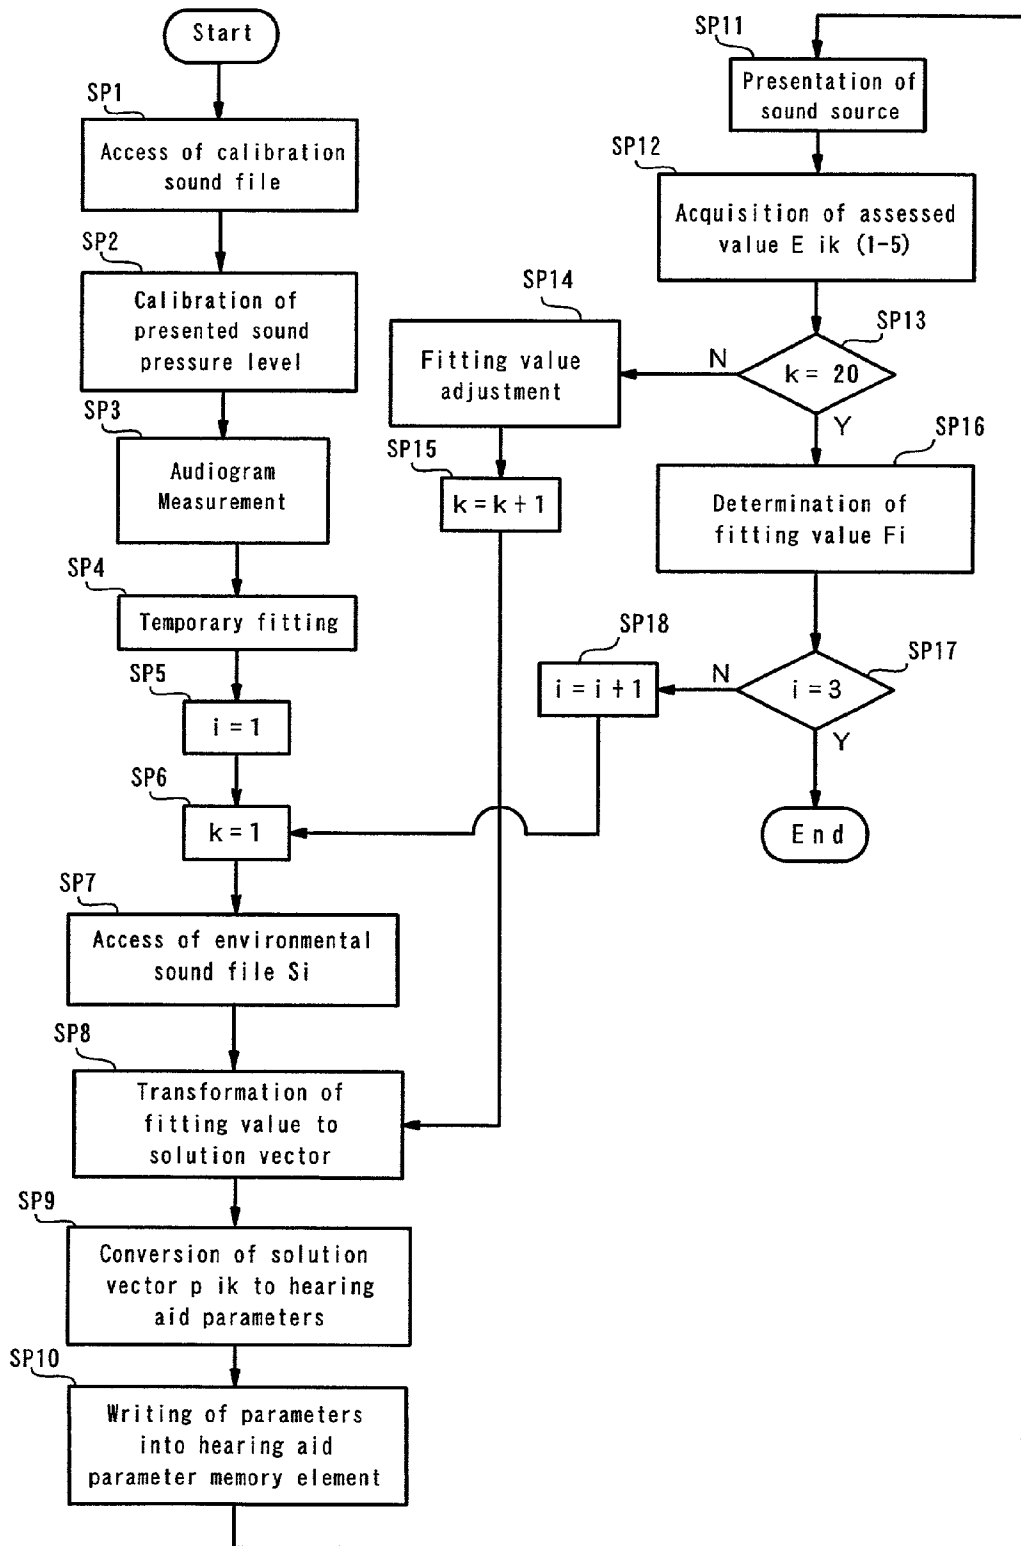 Start
SP1
Access of calibration
sound file
SP2
Calibration of
presented sound
pressure level
SP3
Audiogram
Measurement
SP4
Temporary fitting
SP5
i = 1
SP6
k = 1
SP7
Access of environmental
sound file Si
SP8
Transformation of
fitting value to
solution vector
SP9
Conversion of solution
vector p ik to hearing
aid parameters
SP10
Writing of parameters
into hearing aid
parameter memory element
SP11
Presentation of
sound source
SP12
Acquisition of assessed
value E ik (1-5)
SP13
k = 20
N
Y
SP14
Fitting value
adjustment
SP15
k = k + 1
SP16
Determination of
fitting value Fi
SP17
i = 3
N
Y
SP18
i = i + 1
End